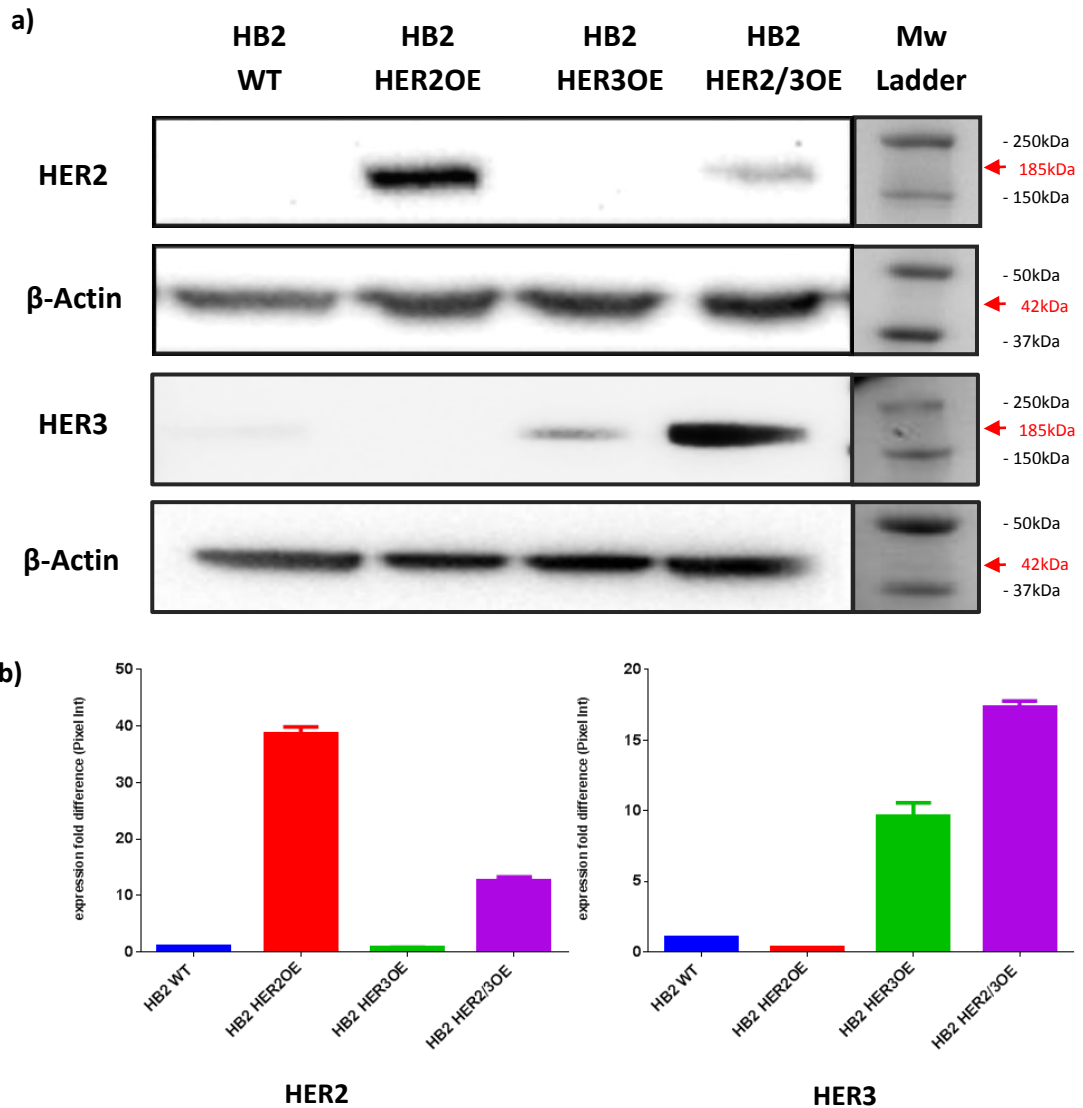 a)
HB2 HB2 HB2 HB2 Mw
WT HER2OE HER3OE HER2/3OE Ladder
HER2
- 250kDa
185kDa
- 150kDa
β-Actin
- 50kDa
42kDa
- 37kDa
HER3
- 250kDa
185kDa
- 150kDa
β-Actin
- 50kDa
42kDa
- 37kDa
b)
expression fold difference (Pixel Int)
50
40
30
20
10
0
HB2 WT
HB2 HER2OE
HB2 HER3OE
HB2 HER2/3OE
HER2
expression fold difference (Pixel Int)
20
15
10
5
0
HB2 WT
HB2 HER2OE
HB2 HER3OE
HB2 HER2/3OE
HER3